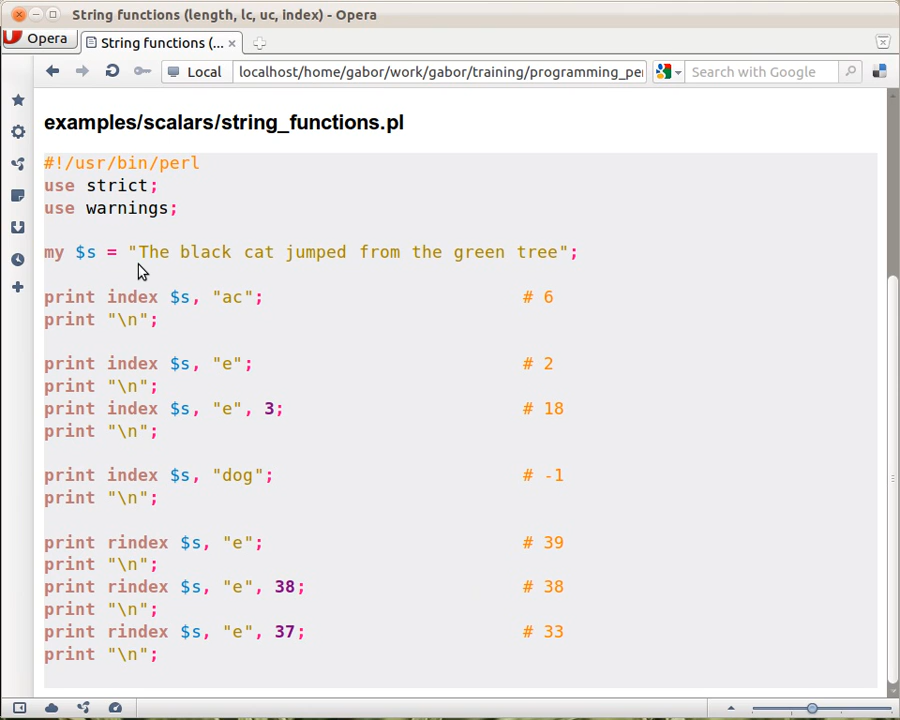 String functions (length, lc, uc, index) - Opera
Opera
String functions (...
Local
localhost/home/gabor/work/gabor/training/programming_pe
Search with Google
examples/scalars/string_functions.pl
#!/usr/bin/perl
use strict;
use warnings;
my $s = "The black cat jumped from the green tree";
print index $s, "ac"; # 6
print "\n";
print index $s, "e"; # 2
print "\n";
print index $s, "e", 3; # 18
print "\n";
print index $s, "dog"; # -1
print "\n";
print rindex $s, "e"; # 39
print "\n";
print rindex $s, "e", 38; # 38
print "\n";
print rindex $s, "e", 37; # 33
print "\n";